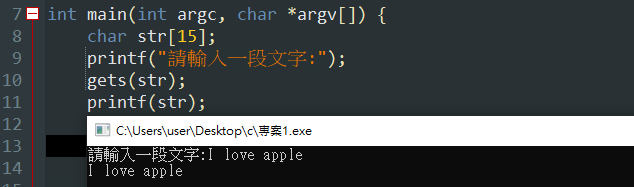 7 int main(int argc, char *argv[]) {
8 char str[15];
9 printf("請輸入一段文字:");
10 gets(str);
11 printf(str);
12
13
14
C:\Users\user\Desktop\c\專案1.exe
請輸入一段文字:I love apple
I love apple